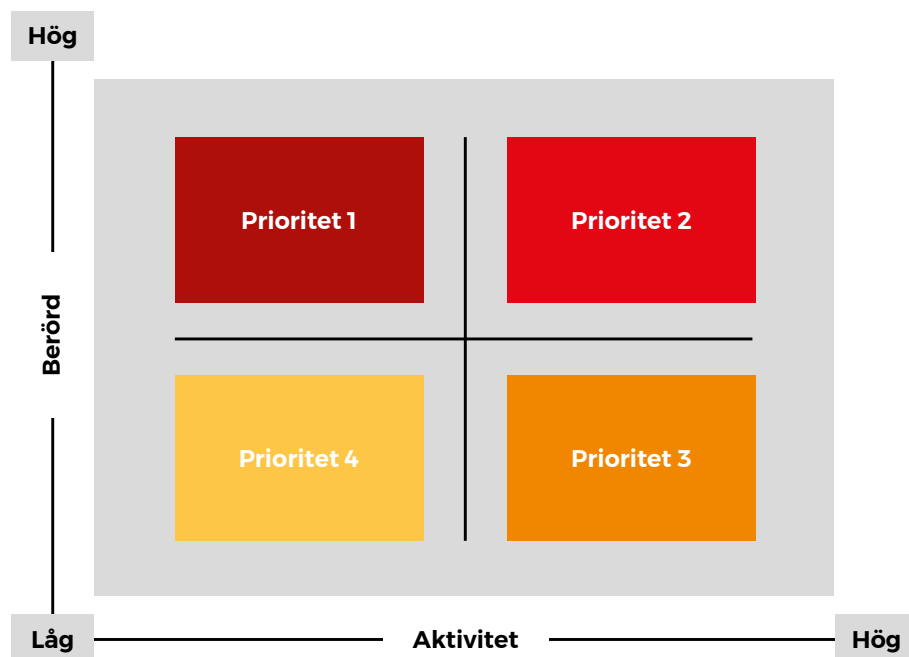 Hög
Prioritet 1
Prioritet 2
Berörd
Prioritet 4
Prioritet 3
Låg
Aktivitet
Hög